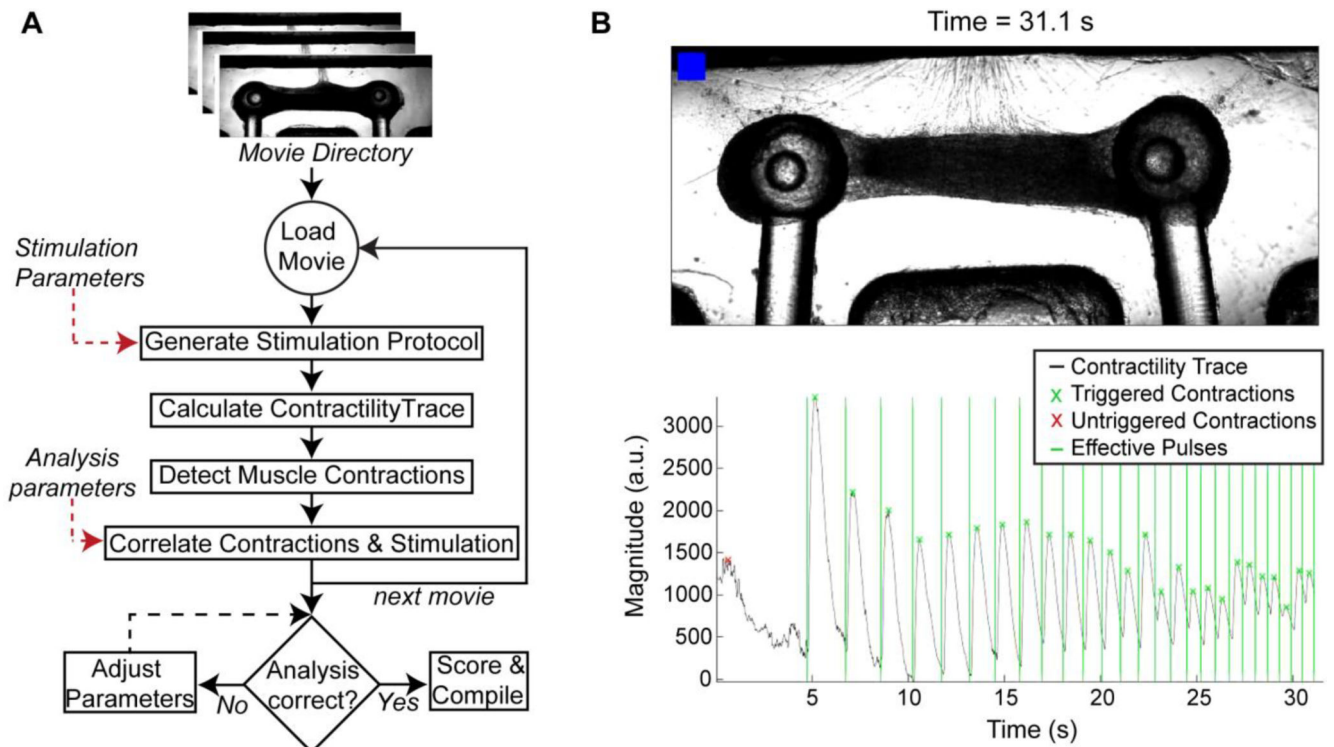 A
Movie Directory
Load
Movie
Stimulation
Parameters
Generate Stimulation Protocol
Calculate ContractilityTrace
Analysis
parameters
Detect Muscle Contractions
Correlate Contractions & Stimulation
next movie
Adjust
Parameters
No
Analysis
correct?
Yes
Score &
Compile
B
Time = 31.1 s
Contractility Trace
Triggered Contractions
Untriggered Contractions
Effective Pulses
Magnitude (a.u.)
3000
2500
2000
1500
1000
500
0
5
10
15
20
25
30
Time (s)